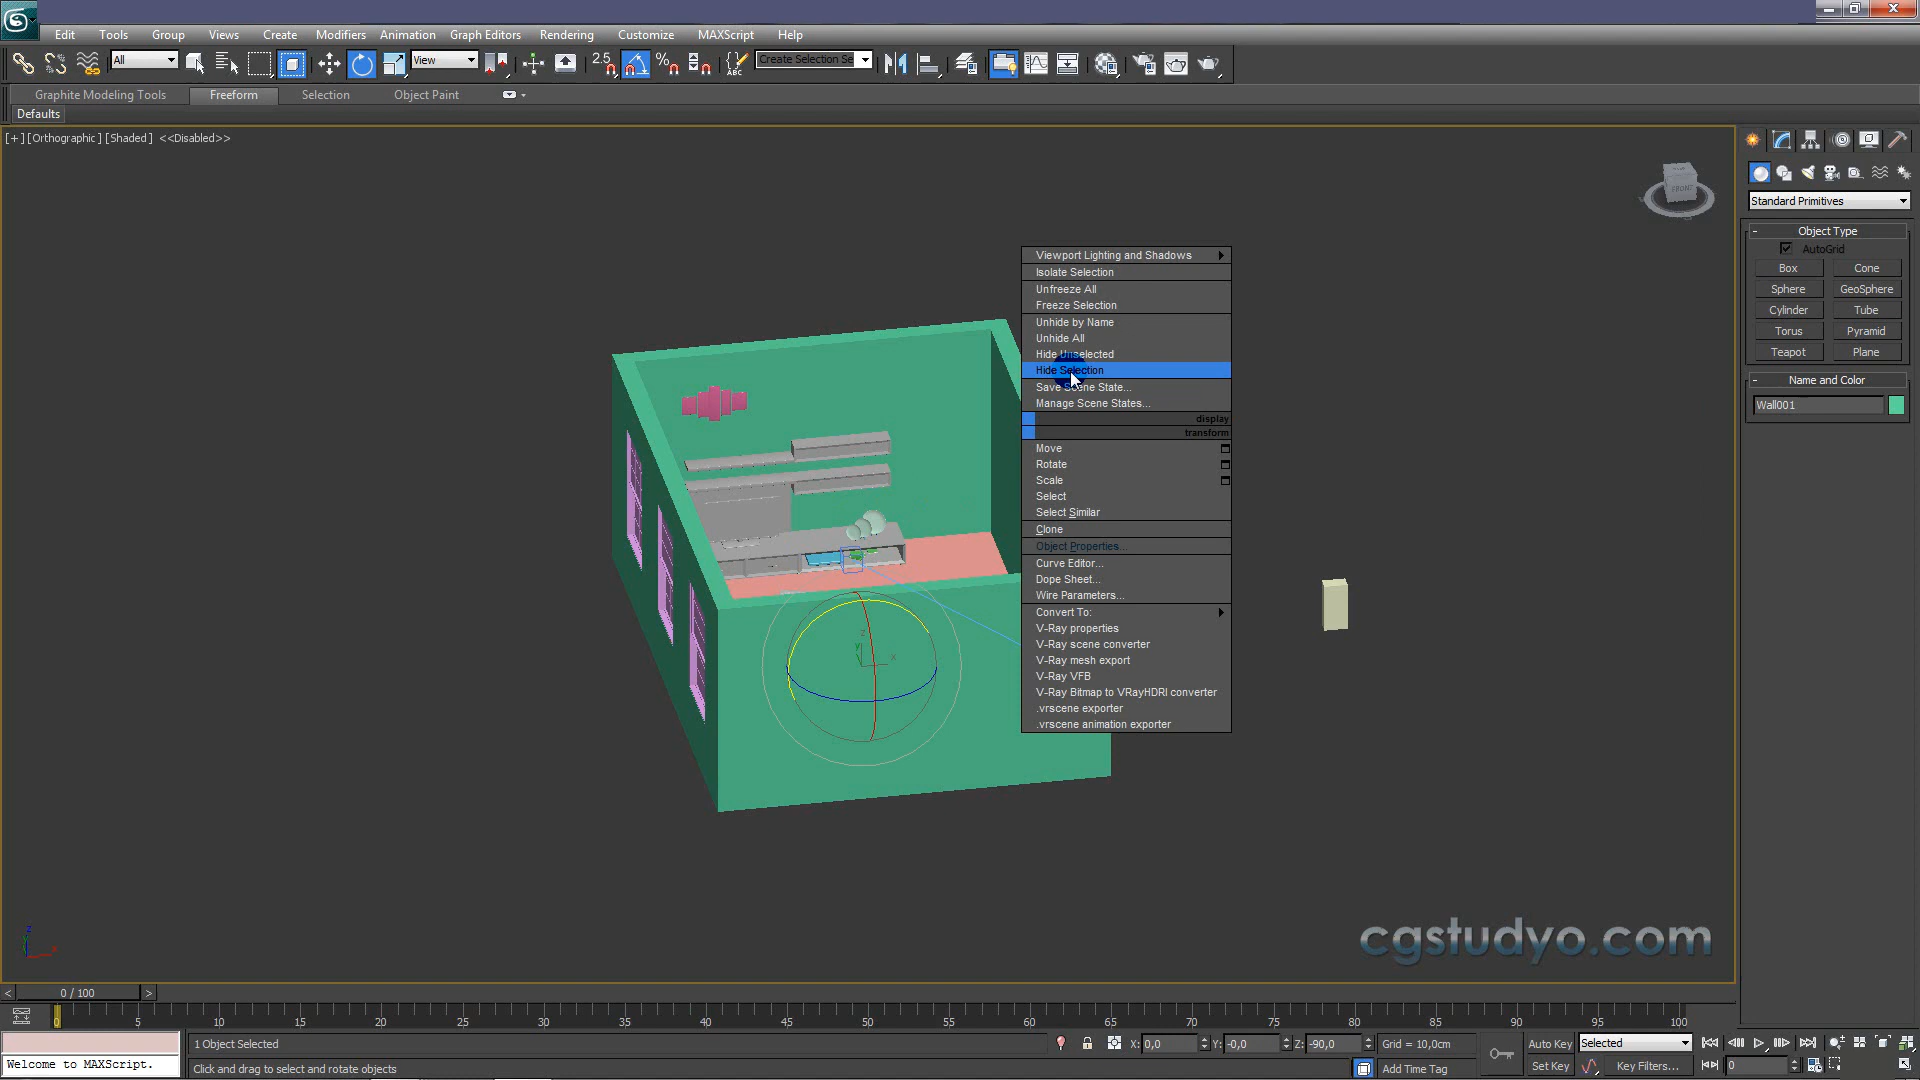 Edit Tools Group Views Create Modifiers Animation Graph Editors Rendering Customize MAXScript Help
All View 2.5 Create Selection Se
Graphite Modeling Tools Freeform Selection Object Paint
Defaults
[+][Orthographic][Shaded] <<Disabled>>
Viewport Lighting and Shadows
Isolate Selection
Unfreeze All
Freeze Selection
Unhide by Name
Unhide All
Hide Unselected
Hide Selection
Save Scene State...
Manage Scene States...
display
transform
Move
Rotate
Scale
Select
Select Similar
Clone
Object Properties...
Curve Editor...
Dope Sheet...
Wire Parameters...
Convert To:
V-Ray properties
V-Ray scene converter
V-Ray mesh export
V-Ray VFB
V-Ray Bitmap to VRayHDRI converter
.vrscene exporter
.vrscene animation exporter
FRONT
Standard Primitives
- Object Type
AutoGrid
Box Cone
Sphere GeoSphere
Cylinder Tube
Torus Pyramid
Teapot Plane
- Name and Color
Wall001
cgstudyo.com
< 0 / 100 >
0 5 10 15 20 25 30 35 40 45 50 55 60 65 70 75 80 85 90 95 100
1 Object Selected X: 0,0 Y: -0,0 Z: -90,0 Grid = 10,0cm Auto Key Selected
Welcome to MAXScript. Click and drag to select and rotate objects Add Time Tag Set Key Key Filters... 0